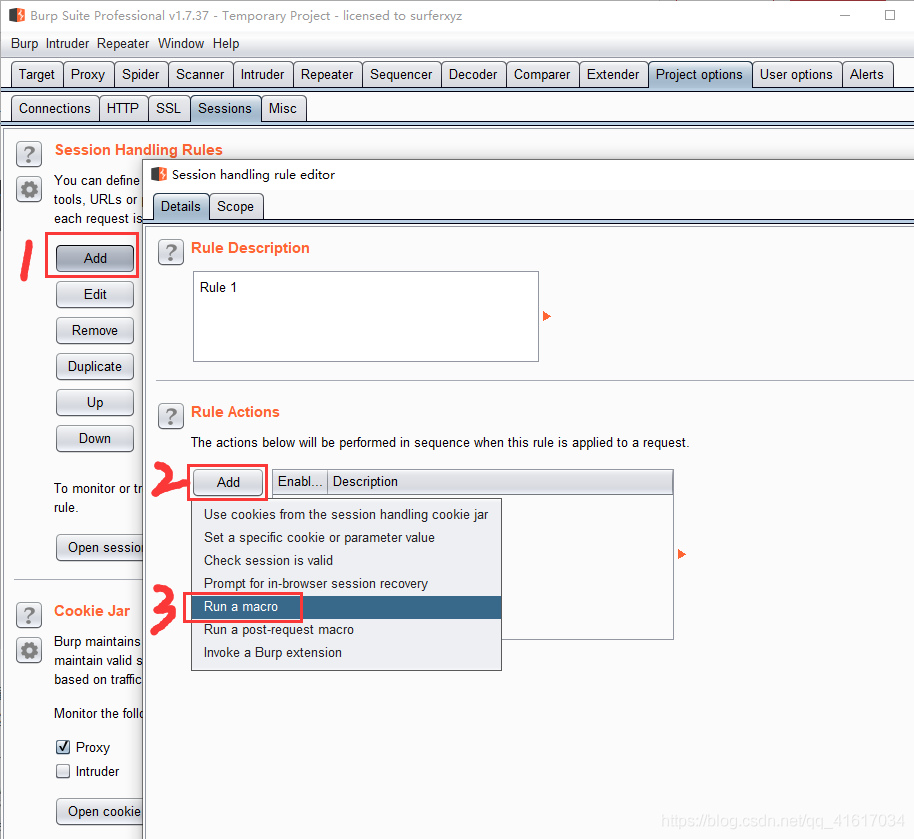 Burp Suite Professional v1.7.37 - Temporary Project - licensed to surferxyz
Burp Intruder Repeater Window Help
Target Proxy Spider Scanner Intruder Repeater Sequencer Decoder Comparer Extender Project options User options Alerts
Connections HTTP SSL Sessions Misc
? Session Handling Rules
You can define
tools, URLs or
each request is
1 Add
Edit
Remove
Duplicate
Up
Down
To monitor or tr
rule.
Open session
? Cookie Jar
Burp maintains
maintain valid s
based on traffic
Monitor the follo
Proxy
Intruder
Open cookie
Session handling rule editor
Details Scope
? Rule Description
Rule 1
? Rule Actions
The actions below will be performed in sequence when this rule is applied to a request.
2 Add Enabl... Description
Use cookies from the session handling cookie jar
Set a specific cookie or parameter value
Check session is valid
Prompt for in-browser session recovery
3 Run a macro
Run a post-request macro
Invoke a Burp extension
https://blog.csdn.net/qq_41617034